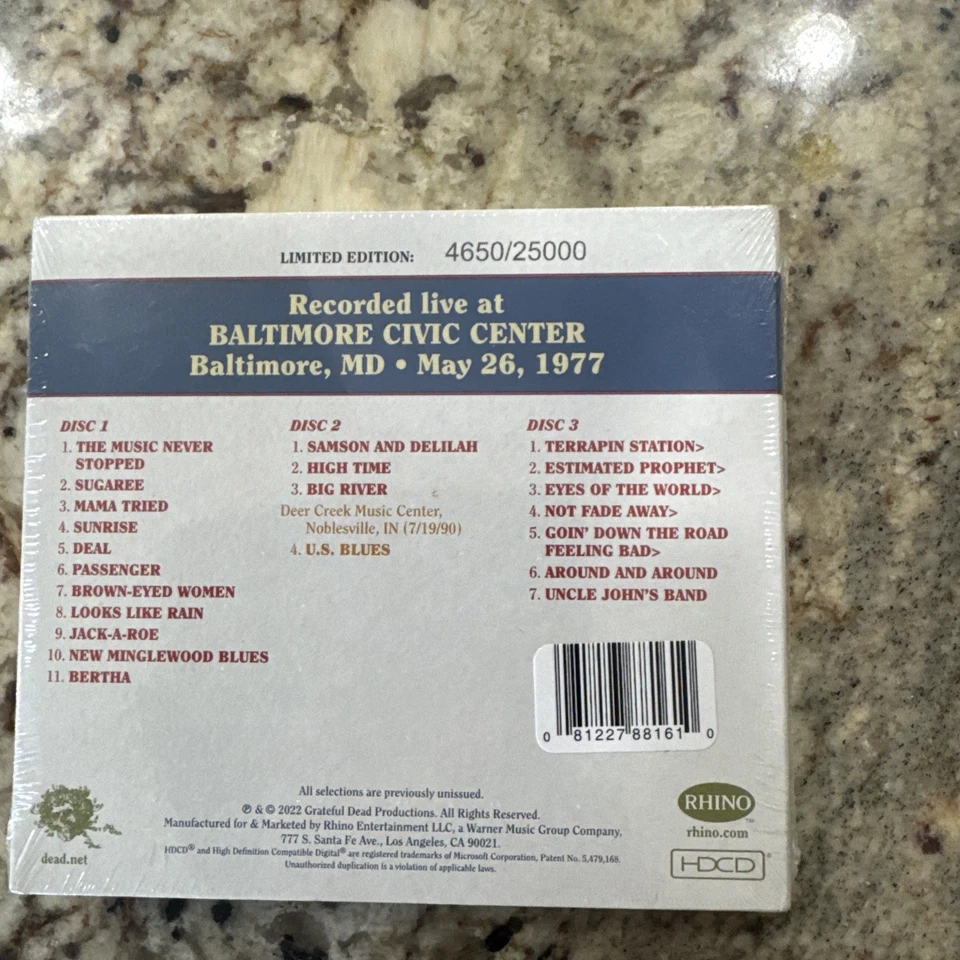 LIMITED EDITION: 4650/25000
Recorded live at
BALTIMORE CIVIC CENTER
Baltimore, MD • May 26, 1977
DISC 1
1. THE MUSIC NEVER
STOPPED
2. SUGAREE
3. MAMA TRIED
4. SUNRISE
5. DEAL
6. PASSENGER
7. BROWN-EYED WOMEN
8. LOOKS LIKE RAIN
9. JACK-A-ROE
10. NEW MINGLEWOOD BLUES
11. BERTHA
DISC 2
1. SAMSON AND DELILAH
2. HIGH TIME
3. BIG RIVER
Deer Creek Music Center,
Noblesville, IN (7/19/90)
4. U.S. BLUES
DISC 3
1. TERRAPIN STATION>
2. ESTIMATED PROPHET>
3. EYES OF THE WORLD>
4. NOT FADE AWAY>
5. GOIN' DOWN THE ROAD
FEELING BAD>
6. AROUND AND AROUND
7. UNCLE JOHN'S BAND
0 81227 88161 0
All selections are previously unissued.
℗ & © 2022 Grateful Dead Productions. All Rights Reserved.
Manufactured for & Marketed by Rhino Entertainment LLC, a Warner Music Group Company,
777 S. Santa Fe Ave., Los Angeles, CA 90021.
HDCD® and High Definition Compatible Digital® are registered trademarks of Microsoft Corporation, Patent No. 5,479,168.
Unauthorized duplication is a violation of applicable laws.
dead.net
RHINO™
rhino.com
HDCD®